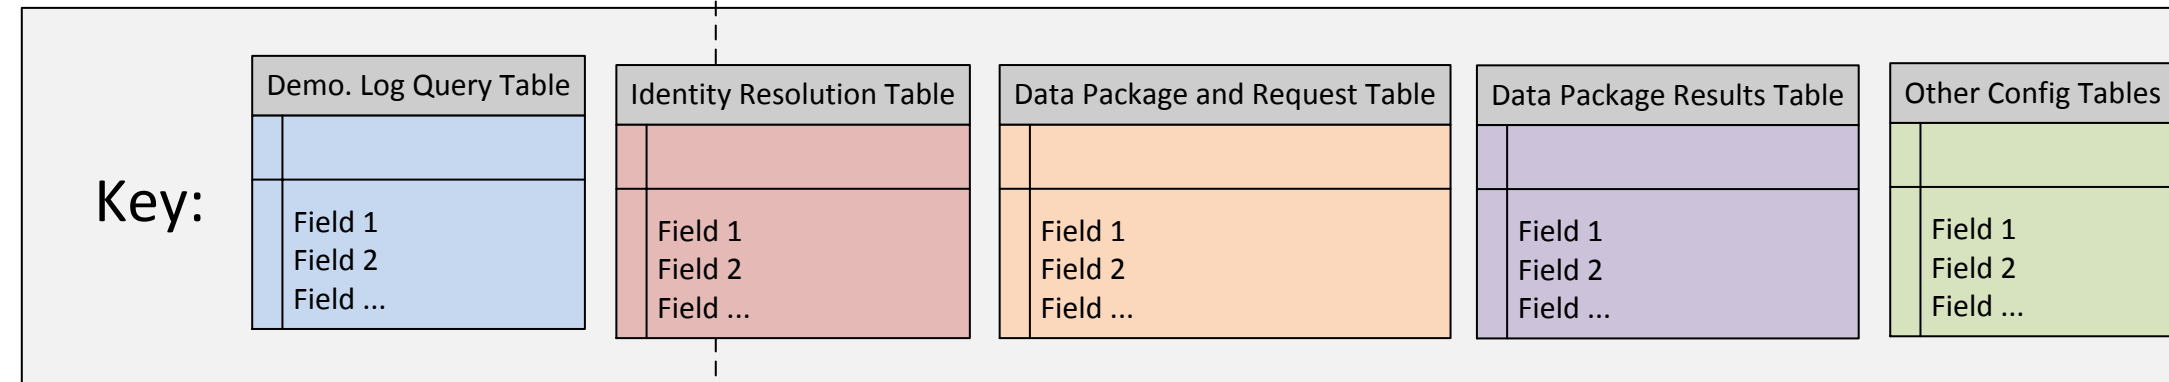 Key:
Demo. Log Query Table
Field 1
Field 2
Field ...
Identity Resolution Table
Field 1
Field 2
Field ...
Data Package and Request Table
Field 1
Field 2
Field ...
Data Package Results Table
Field 1
Field 2
Field ...
Other Config Tables
Field 1
Field 2
Field ...